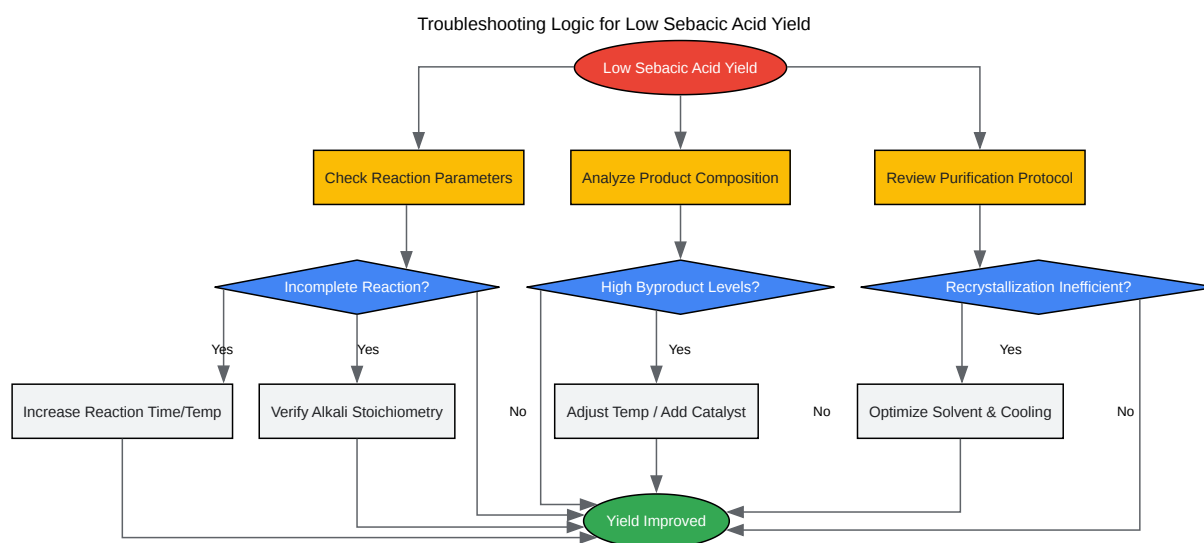 Troubleshooting Logic for Low Sebacic Acid Yield
Low Sebacic Acid Yield
Check Reaction Parameters
Analyze Product Composition
Review Purification Protocol
Incomplete Reaction?
High Byproduct Levels?
Recrystallization Inefficient?
Yes
Yes
Yes
Yes
Increase Reaction Time/Temp
Verify Alkali Stoichiometry
No
Adjust Temp / Add Catalyst
No
Optimize Solvent & Cooling
No
Yield Improved